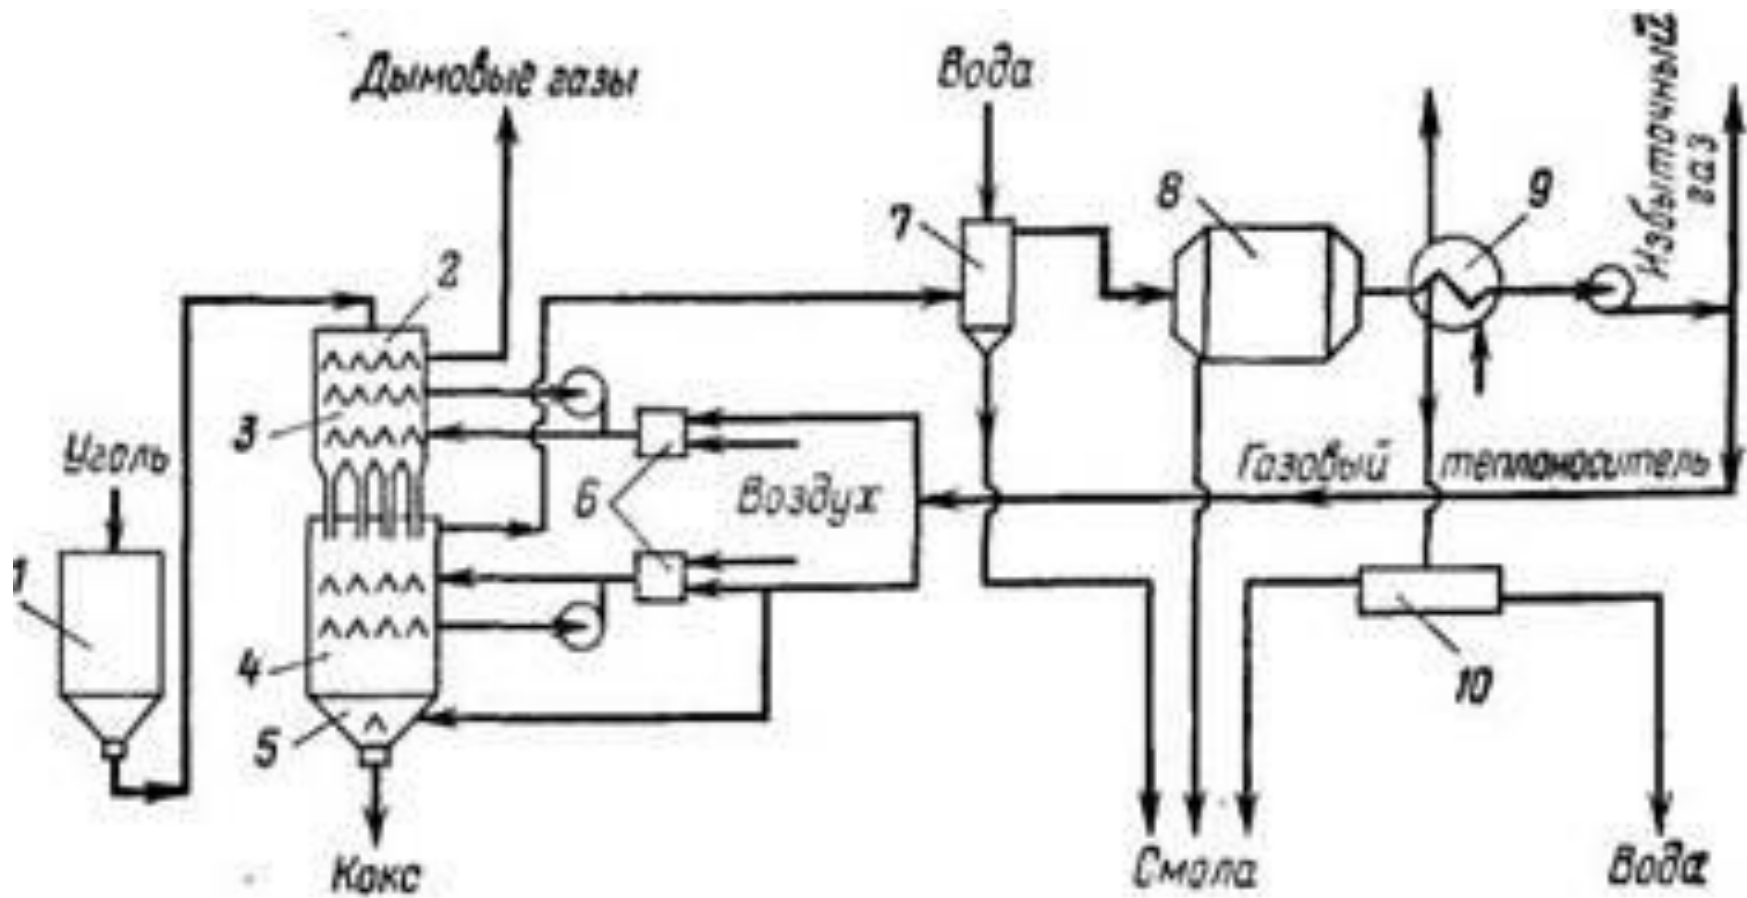 Дымовые газы
Вода
Избыточный
газ
8
9
7
2
3
Уголь
6
Воздух
Газовый теплоноситель
1
4
5
10
Кокс
Смола
Вода